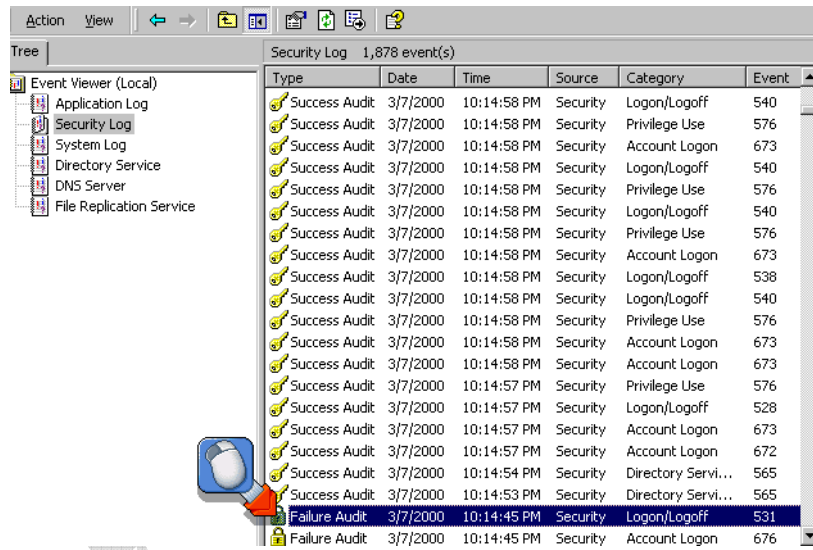 Action View
Tree
Security Log 1,878 event(s)
Event Viewer (Local)
Application Log
Security Log
System Log
Directory Service
DNS Server
File Replication Service
Type Date Time Source Category Event
Success Audit 3/7/2000 10:14:58 PM Security Logon/Logoff 540
Success Audit 3/7/2000 10:14:58 PM Security Privilege Use 576
Success Audit 3/7/2000 10:14:58 PM Security Account Logon 673
Success Audit 3/7/2000 10:14:58 PM Security Logon/Logoff 540
Success Audit 3/7/2000 10:14:58 PM Security Privilege Use 576
Success Audit 3/7/2000 10:14:58 PM Security Logon/Logoff 540
Success Audit 3/7/2000 10:14:58 PM Security Privilege Use 576
Success Audit 3/7/2000 10:14:58 PM Security Account Logon 673
Success Audit 3/7/2000 10:14:58 PM Security Logon/Logoff 538
Success Audit 3/7/2000 10:14:58 PM Security Logon/Logoff 540
Success Audit 3/7/2000 10:14:58 PM Security Privilege Use 576
Success Audit 3/7/2000 10:14:58 PM Security Account Logon 673
Success Audit 3/7/2000 10:14:58 PM Security Account Logon 673
Success Audit 3/7/2000 10:14:57 PM Security Privilege Use 576
Success Audit 3/7/2000 10:14:57 PM Security Logon/Logoff 528
Success Audit 3/7/2000 10:14:57 PM Security Account Logon 673
Success Audit 3/7/2000 10:14:57 PM Security Account Logon 672
Success Audit 3/7/2000 10:14:54 PM Security Directory Servi... 565
Success Audit 3/7/2000 10:14:53 PM Security Directory Servi... 565
Failure Audit 3/7/2000 10:14:45 PM Security Logon/Logoff 531
Failure Audit 3/7/2000 10:14:45 PM Security Account Logon 676